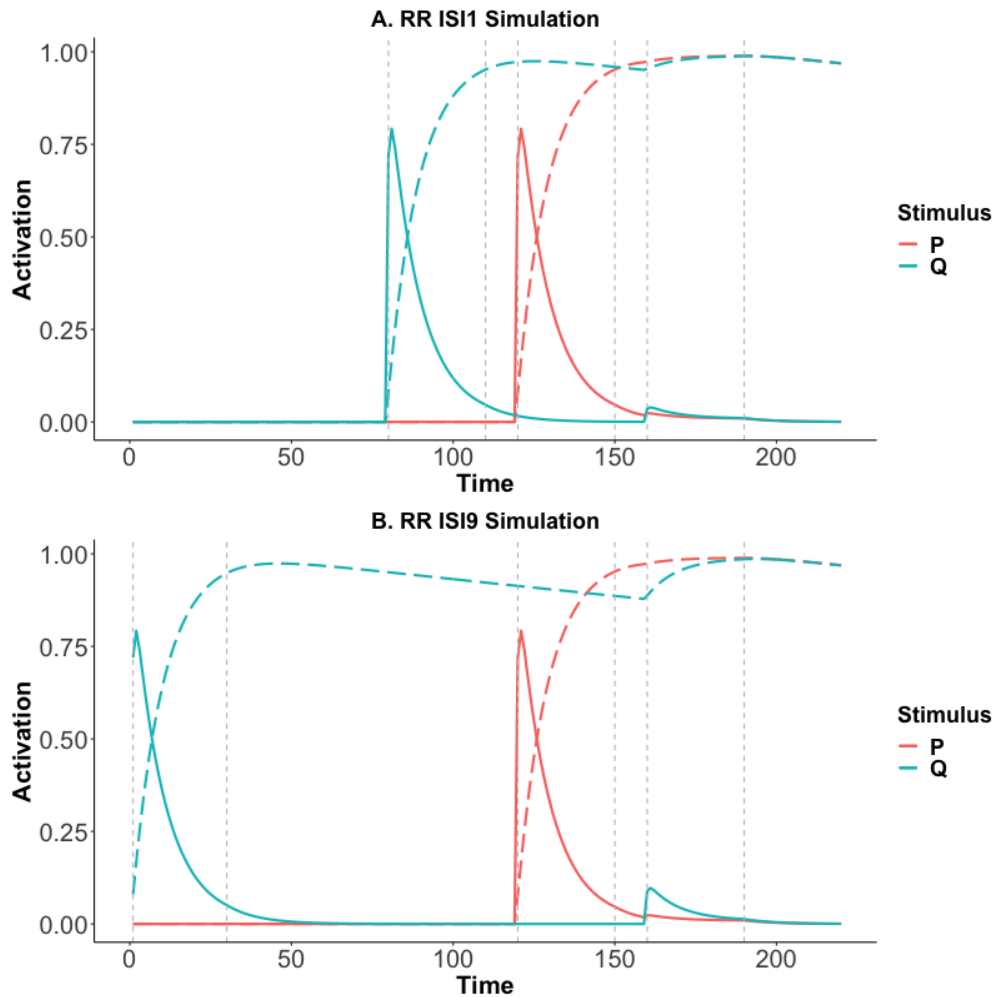 A. RR ISI1 Simulation
1.00
0.75
0.50
0.25
0.00
Activation
0 50 100 150 200
Time
Stimulus
P
Q
B. RR ISI9 Simulation
1.00
0.75
0.50
0.25
0.00
Activation
0 50 100 150 200
Time
Stimulus
P
Q